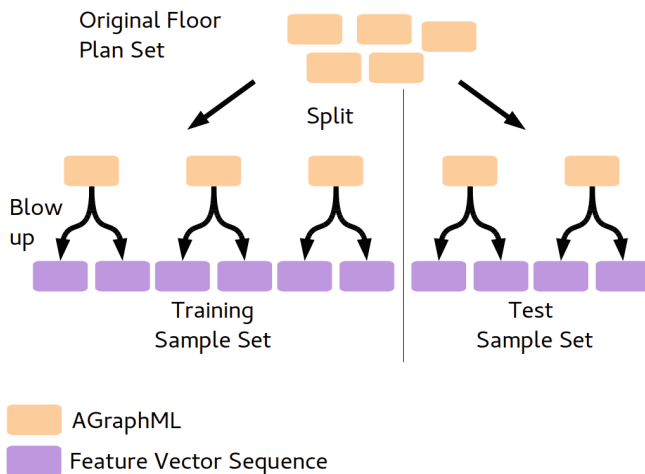 Original Floor
Plan Set
Split
Blow
up
Training
Sample Set
Test
Sample Set
AGraphML
Feature Vector Sequence